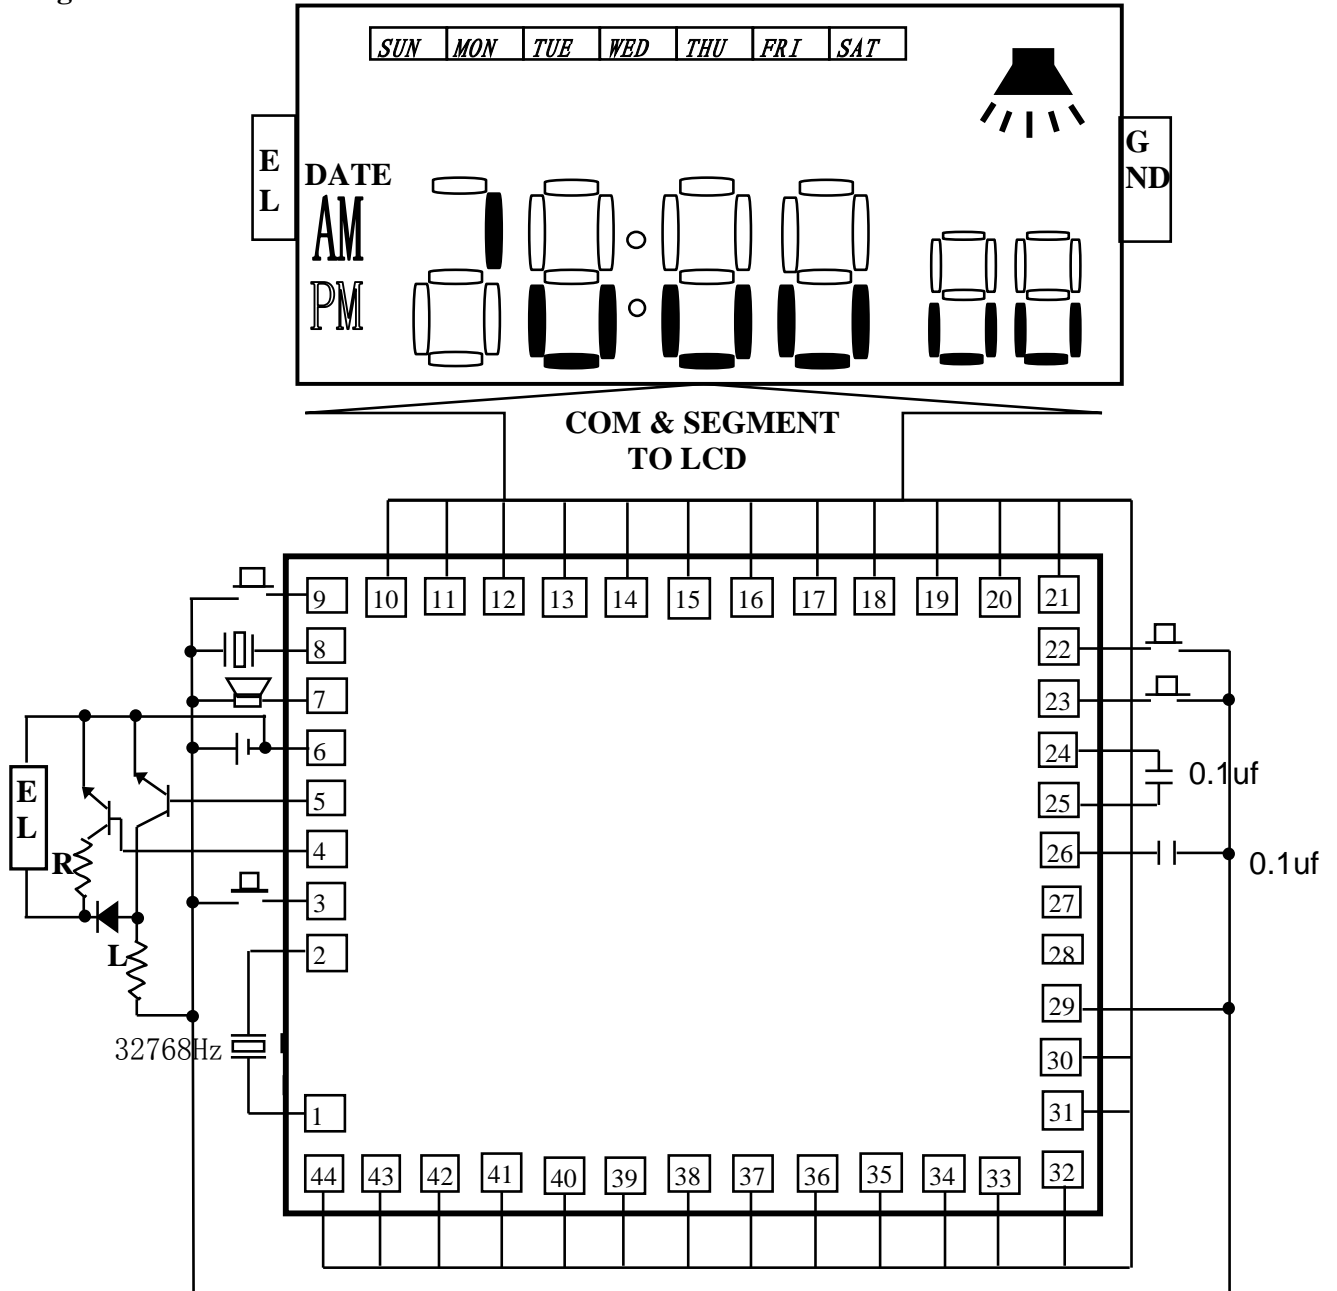 g
SUN MON TUE WED THU FRI SAT
E L
G ND
DATE
AM
PM
COM & SEGMENT
TO LCD
9 10 11 12 13 14 15 16 17 18 19 20 21
8 22
7 23
6 24
0.1uf
E L
5 25
4 26
0.1uf
R
3 27
2 28
L
29
32768Hz
30
1 31
44 43 42 41 40 39 38 37 36 35 34 33 32